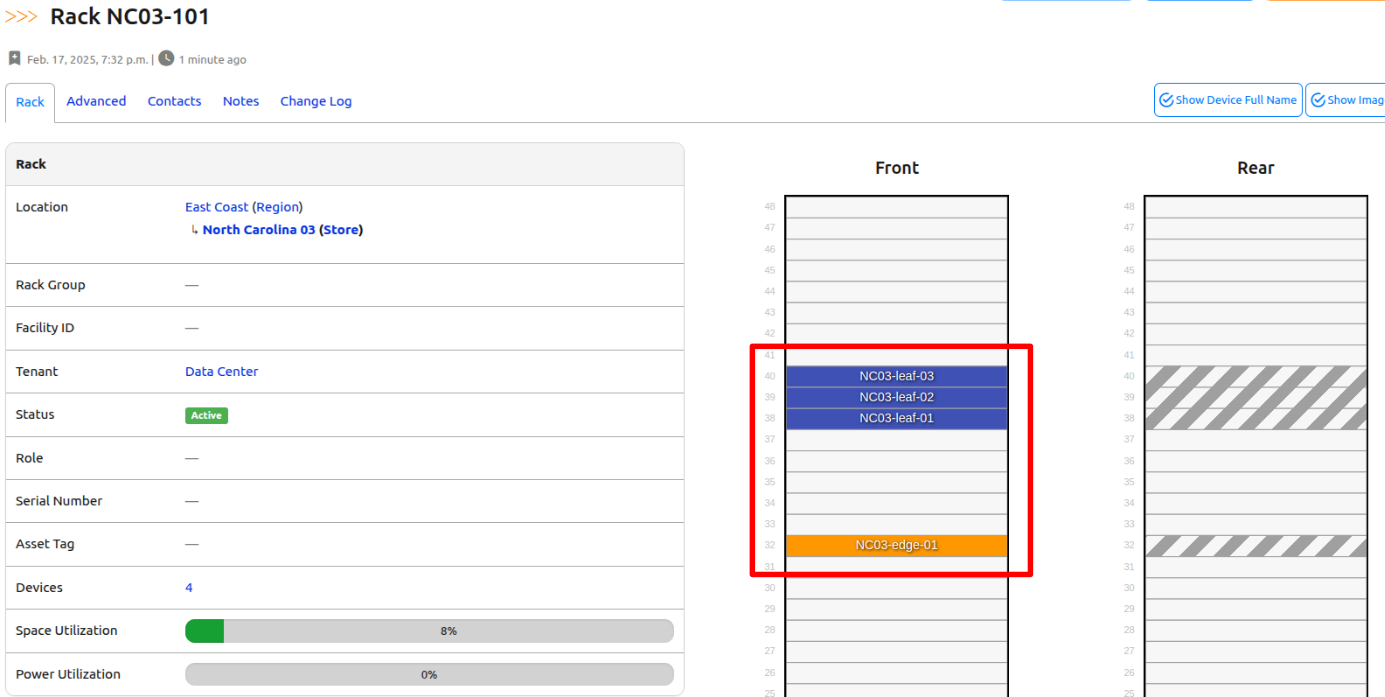 >>> Rack NC03-101
Feb. 17, 2025, 7:32 p.m. | 1 minute ago
Rack Advanced Contacts Notes Change Log
Show Device Full Name Show Imag
Rack
Location East Coast (Region)
↳ North Carolina 03 (Store)
Rack Group —
Facility ID —
Tenant Data Center
Status Active
Role —
Serial Number —
Asset Tag —
Devices 4
Space Utilization 8%
Power Utilization 0%
Front
48
47
46
45
44
43
42
41
40 NC03-leaf-03
39 NC03-leaf-02
38 NC03-leaf-01
37
36
35
34
33
32 NC03-edge-01
31
30
29
28
27
26
25
Rear
48
47
46
45
44
43
42
41
40
39
38
37
36
35
34
33
32
31
30
29
28
27
26
25